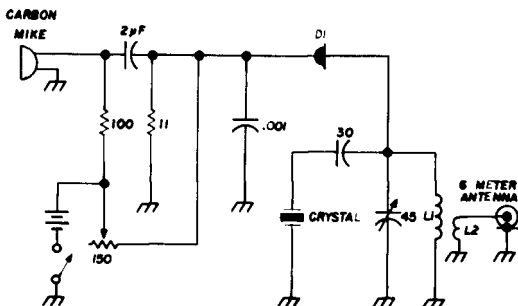 CARBON
MIKE
2µF
D1
100
11
.001
30
CRYSTAL
45
L1
L2
6 METER
ANTENNA
150